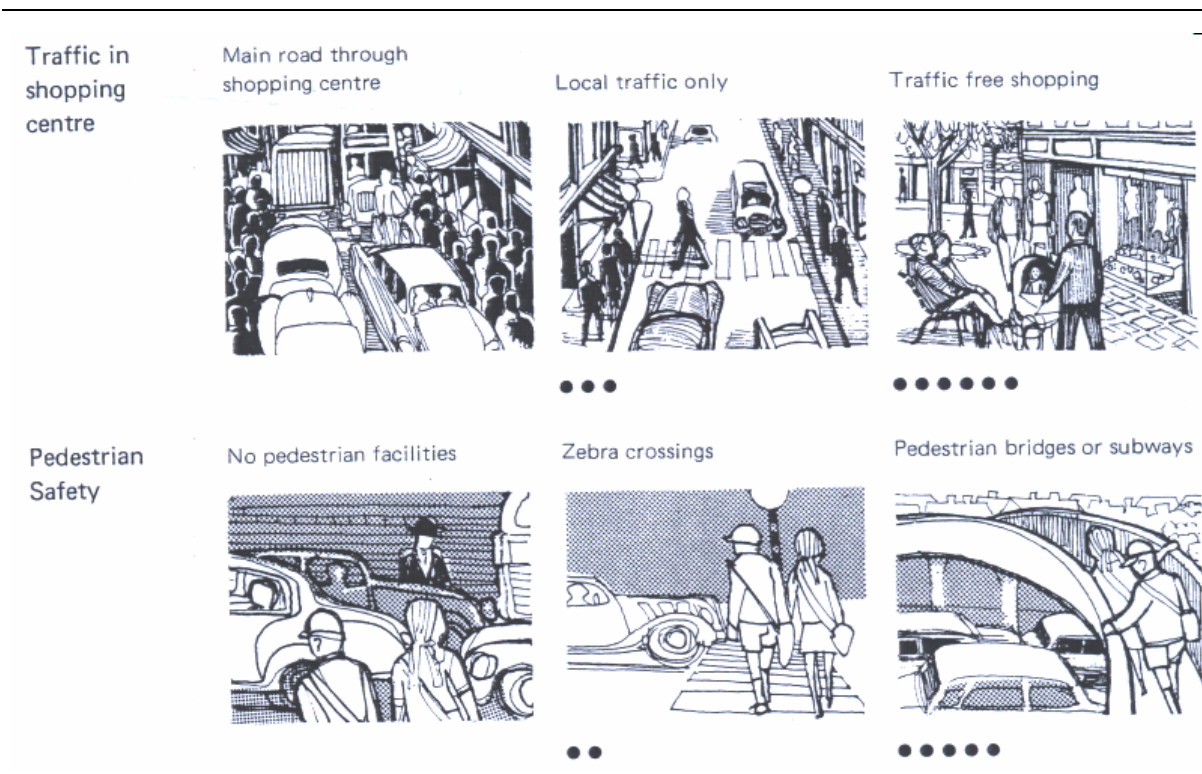 Traffic in
shopping
centre
Main road through
shopping centre
Local traffic only
Traffic free shopping
Pedestrian
Safety
No pedestrian facilities
Zebra crossings
Pedestrian bridges or subways